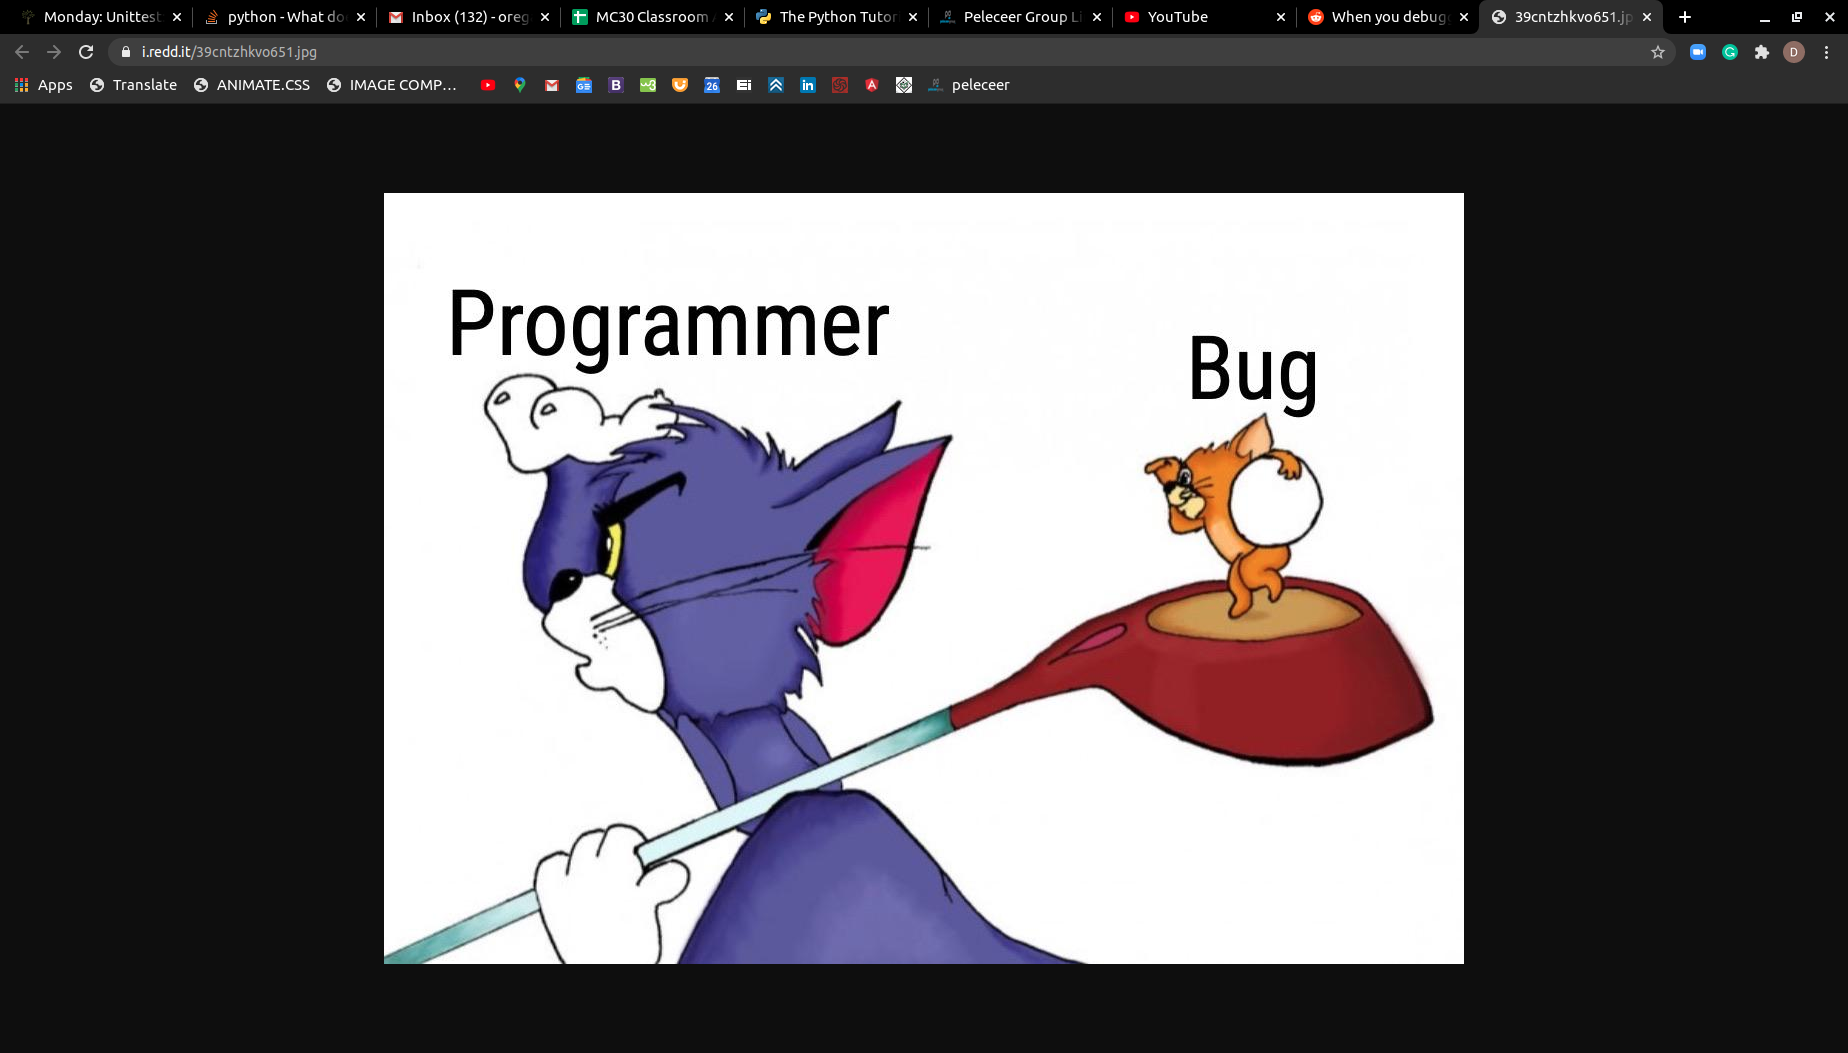 Monday: Unittest
python - What do
Inbox (132) - oreg
MC30 Classroom
The Python Tutor
Peleceer Group Li
YouTube
When you debug
39cntzhkvo651.jp
i.redd.it/39cntzhkvo651.jpg
D
Apps
Translate
ANIMATE.CSS
IMAGE COMP...
26
peleceer
Programmer
Bug